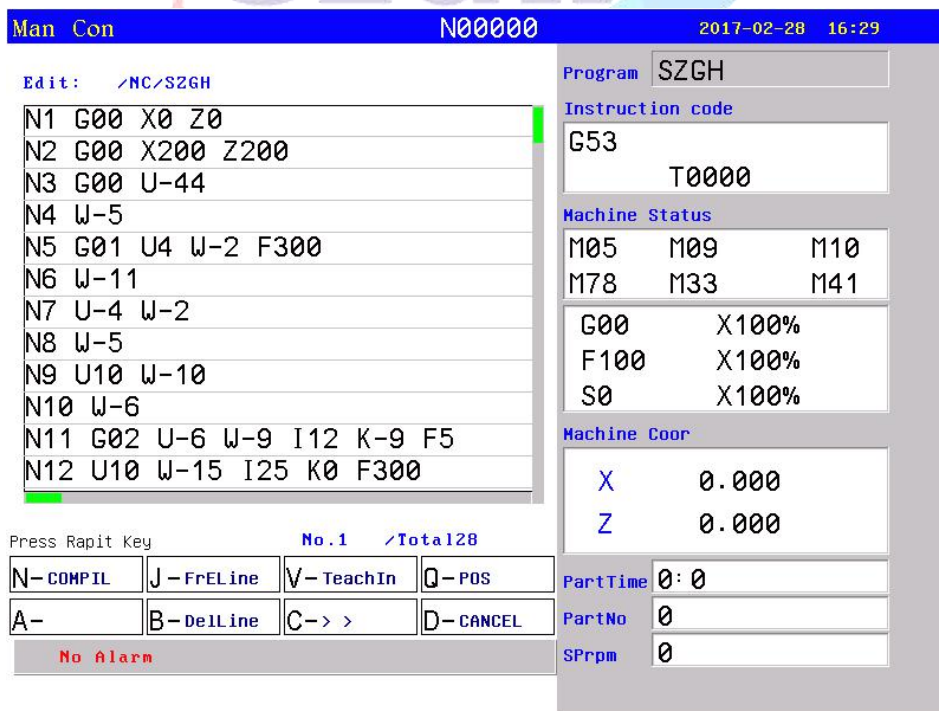 Man Con N00000 2017-02-28 16:29
Edit: /NC/SZGH
N1 G00 X0 Z0
N2 G00 X200 Z200
N3 G00 U-44
N4 W-5
N5 G01 U4 W-2 F300
N6 W-11
N7 U-4 W-2
N8 W-5
N9 U10 W-10
N10 W-6
N11 G02 U-6 W-9 I12 K-9 F5
N12 U10 W-15 I25 K0 F300
Press Rapit Key No.1 /Total28
N-COMPIL J-FrELine V-TeachIn Q-POS
A- B-DelLine C-> > D-CANCEL
No Alarm
Program SZGH
Instruction code
G53
T0000
Machine Status
M05 M09 M10
M78 M33 M41
G00 X100%
F100 X100%
S0 X100%
Machine Coor
X 0.000
Z 0.000
PartTime 0:0
PartNo 0
SPrpm 0